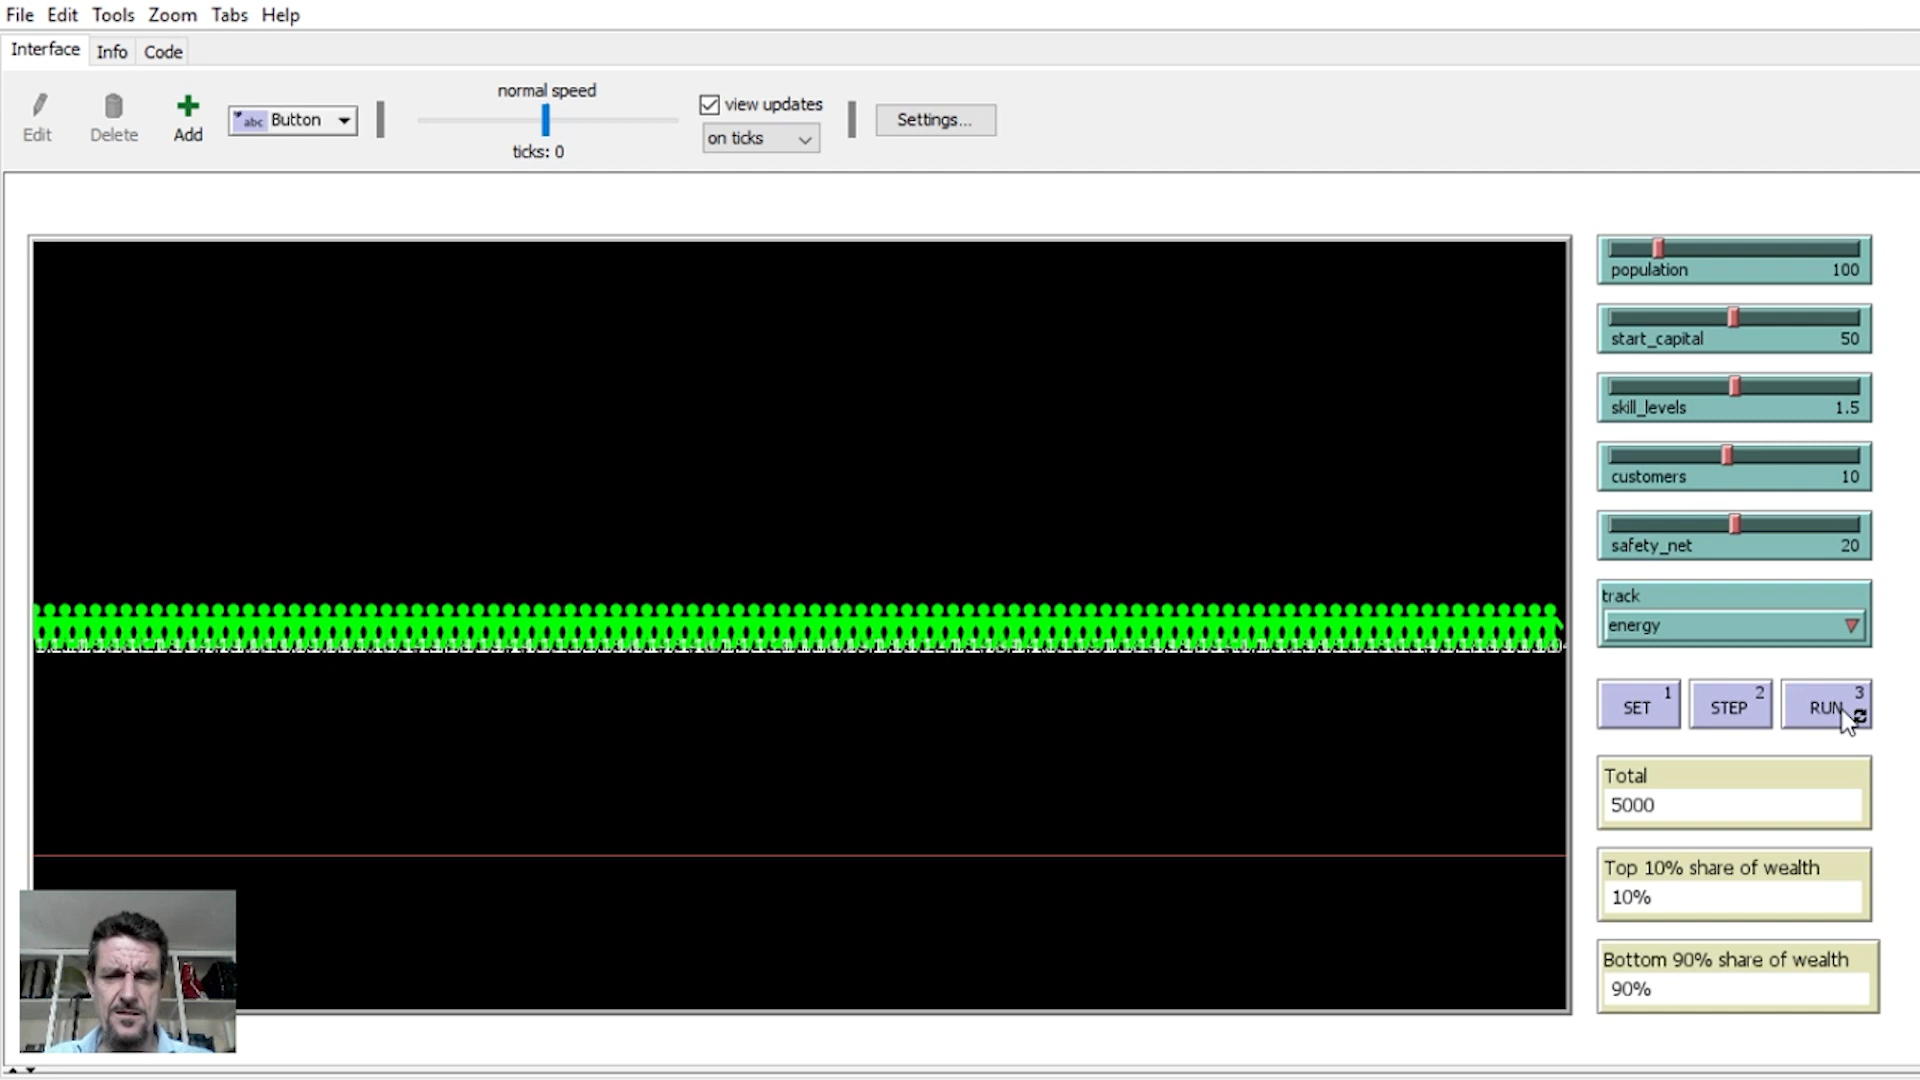 File Edit Tools Zoom Tabs Help
Interface Info Code
Edit Delete Add abc Button
normal speed
ticks: 0
view updates
on ticks
Settings...
population 100
start_capital 50
skill_levels 1.5
customers 10
safety_net 20
track
energy
SET 1 STEP 2 RUN 3
Total
5000
Top 10% share of wealth
10%
Bottom 90% share of wealth
90%